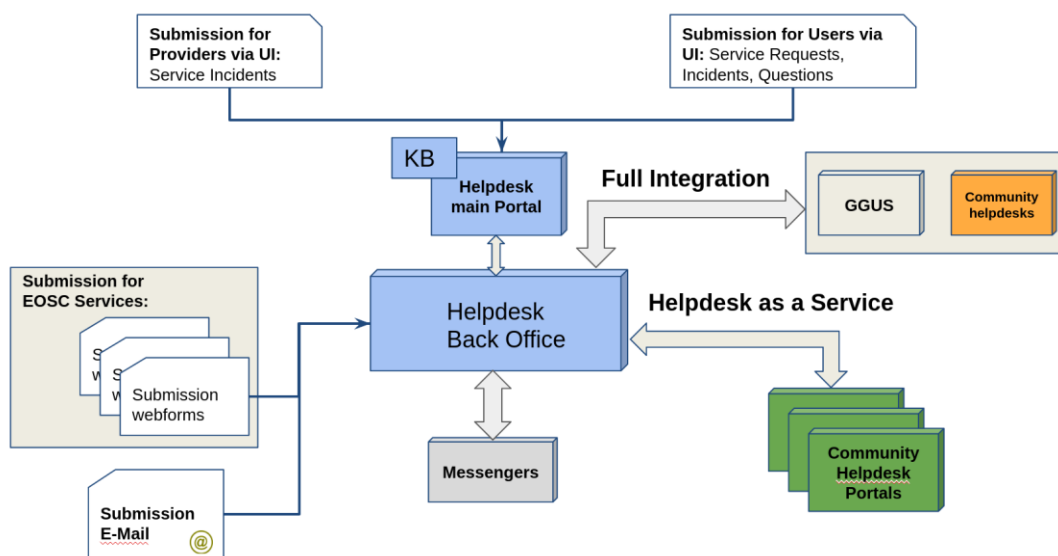 Submission for
Providers via UI:
Service Incidents
Submission for Users via
UI: Service Requests,
Incidents, Questions
KB
Helpdesk
main Portal
Full Integration
GGUS
Community
helpdesks
Submission for
EOSC Services:
S
w
S
w
Submission
webforms
Helpdesk
Back Office
Helpdesk as a Service
Messengers
Community
Helpdesk
Portals
Submission
E-Mail
@